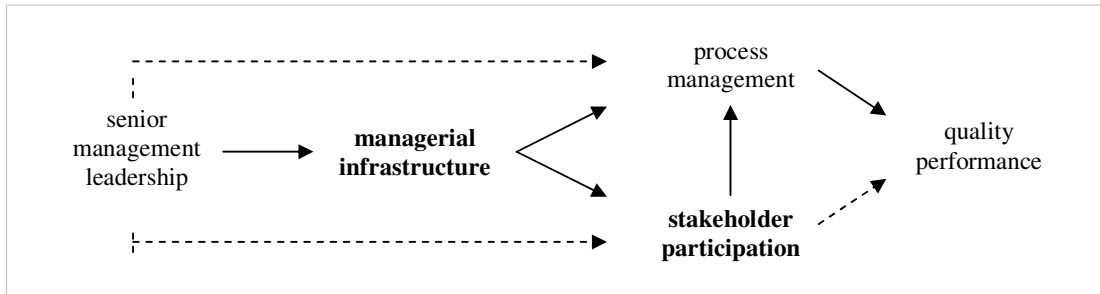 process
management
senior
management
leadership
managerial
infrastructure
quality
performance
stakeholder
participation